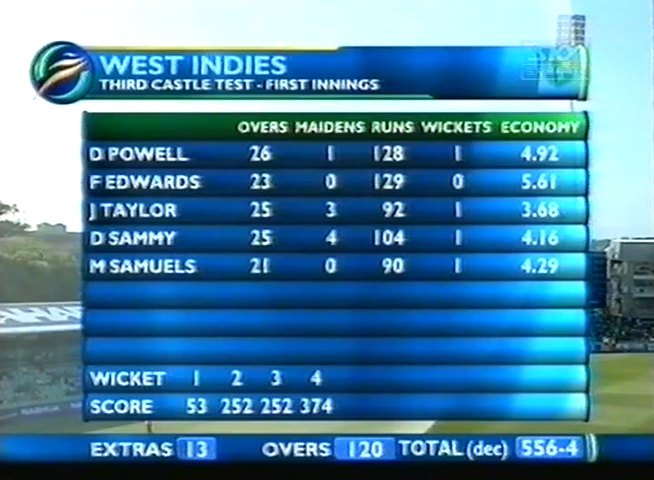 WEST INDIES
THIRD CASTLE TEST - FIRST INNINGS
OVERS MAIDENS RUNS WICKETS ECONOMY
D POWELL 26 1 128 1 4.92
F EDWARDS 23 0 129 0 5.61
J TAYLOR 25 3 92 1 3.68
D SAMMY 25 4 104 1 4.16
M SAMUELS 21 0 90 1 4.29
WICKET 1 2 3 4
SCORE 53 252 252 374
EXTRAS 13 OVERS 120 TOTAL (dec) 556-4